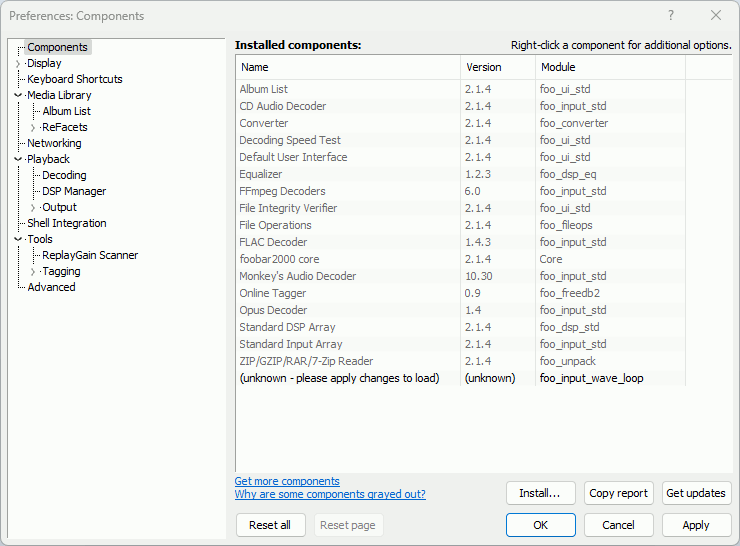 Preferences: Components
?
Components
Display
Keyboard Shortcuts
Media Library
Album List
ReFacets
Networking
Playback
Decoding
DSP Manager
Output
Shell Integration
Tools
ReplayGain Scanner
Tagging
Advanced
Installed components: Right-click a component for additional options.
Name Version Module
Album List 2.1.4 foo_ui_std
CD Audio Decoder 2.1.4 foo_input_std
Converter 2.1.4 foo_converter
Decoding Speed Test 2.1.4 foo_ui_std
Default User Interface 2.1.4 foo_ui_std
Equalizer 1.2.3 foo_dsp_eq
FFmpeg Decoders 6.0 foo_input_std
File Integrity Verifier 2.1.4 foo_ui_std
File Operations 2.1.4 foo_fileops
FLAC Decoder 1.4.3 foo_input_std
foobar2000 core 2.1.4 Core
Monkey's Audio Decoder 10.30 foo_input_std
Online Tagger 0.9 foo_freedb2
Opus Decoder 1.4 foo_input_std
Standard DSP Array 2.1.4 foo_dsp_std
Standard Input Array 2.1.4 foo_input_std
ZIP/GZIP/RAR/7-Zip Reader 2.1.4 foo_unpack
(unknown - please apply changes to load) (unknown) foo_input_wave_loop
Get more components
Why are some components grayed out?
Install... Copy report Get updates
Reset all Reset page OK Cancel Apply